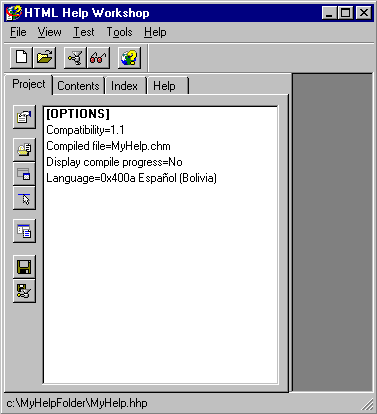 HTML Help Workshop
File View Test Tools Help
Project Contents Index Help
[OPTIONS]
Compatibility=1.1
Compiled file=MyHelp.chm
Display compile progress=No
Language=0x400a Español (Bolivia)
c:\MyHelpFolder\MyHelp.hhp